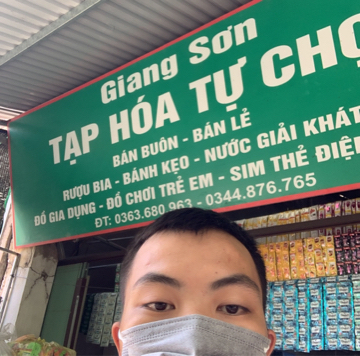 Giang Sơn
TẠP HÓA TỰ CHỌ
BÁN BUÔN - BÁN LẺ
RƯỢU BIA - BÁNH KẸO - NƯỚC GIẢI KHÁT
ĐỒ GIA DỤNG - ĐỒ CHƠI TRẺ EM - SIM THẺ ĐIỆ
ĐT: 0363.680.963 - 0344.876.765